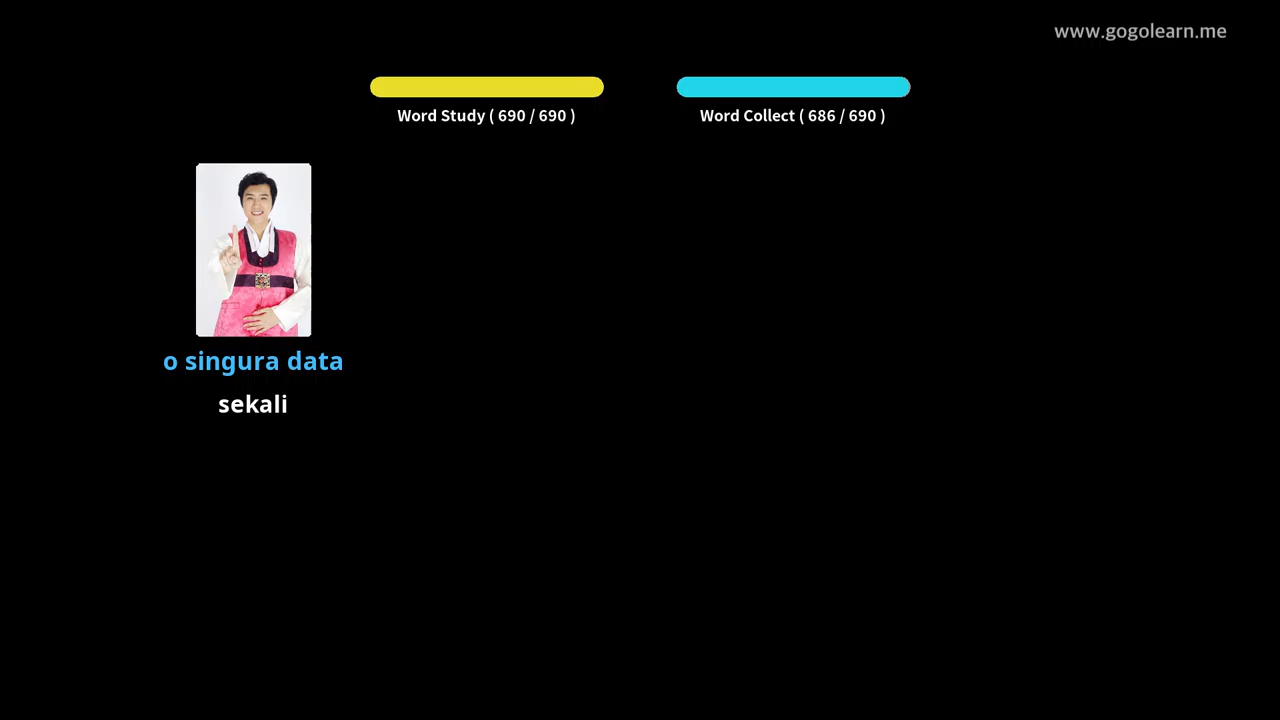 www.gogolearn.me
Word Study ( 690 / 690 )
Word Collect ( 686 / 690 )
o singura data
sekali